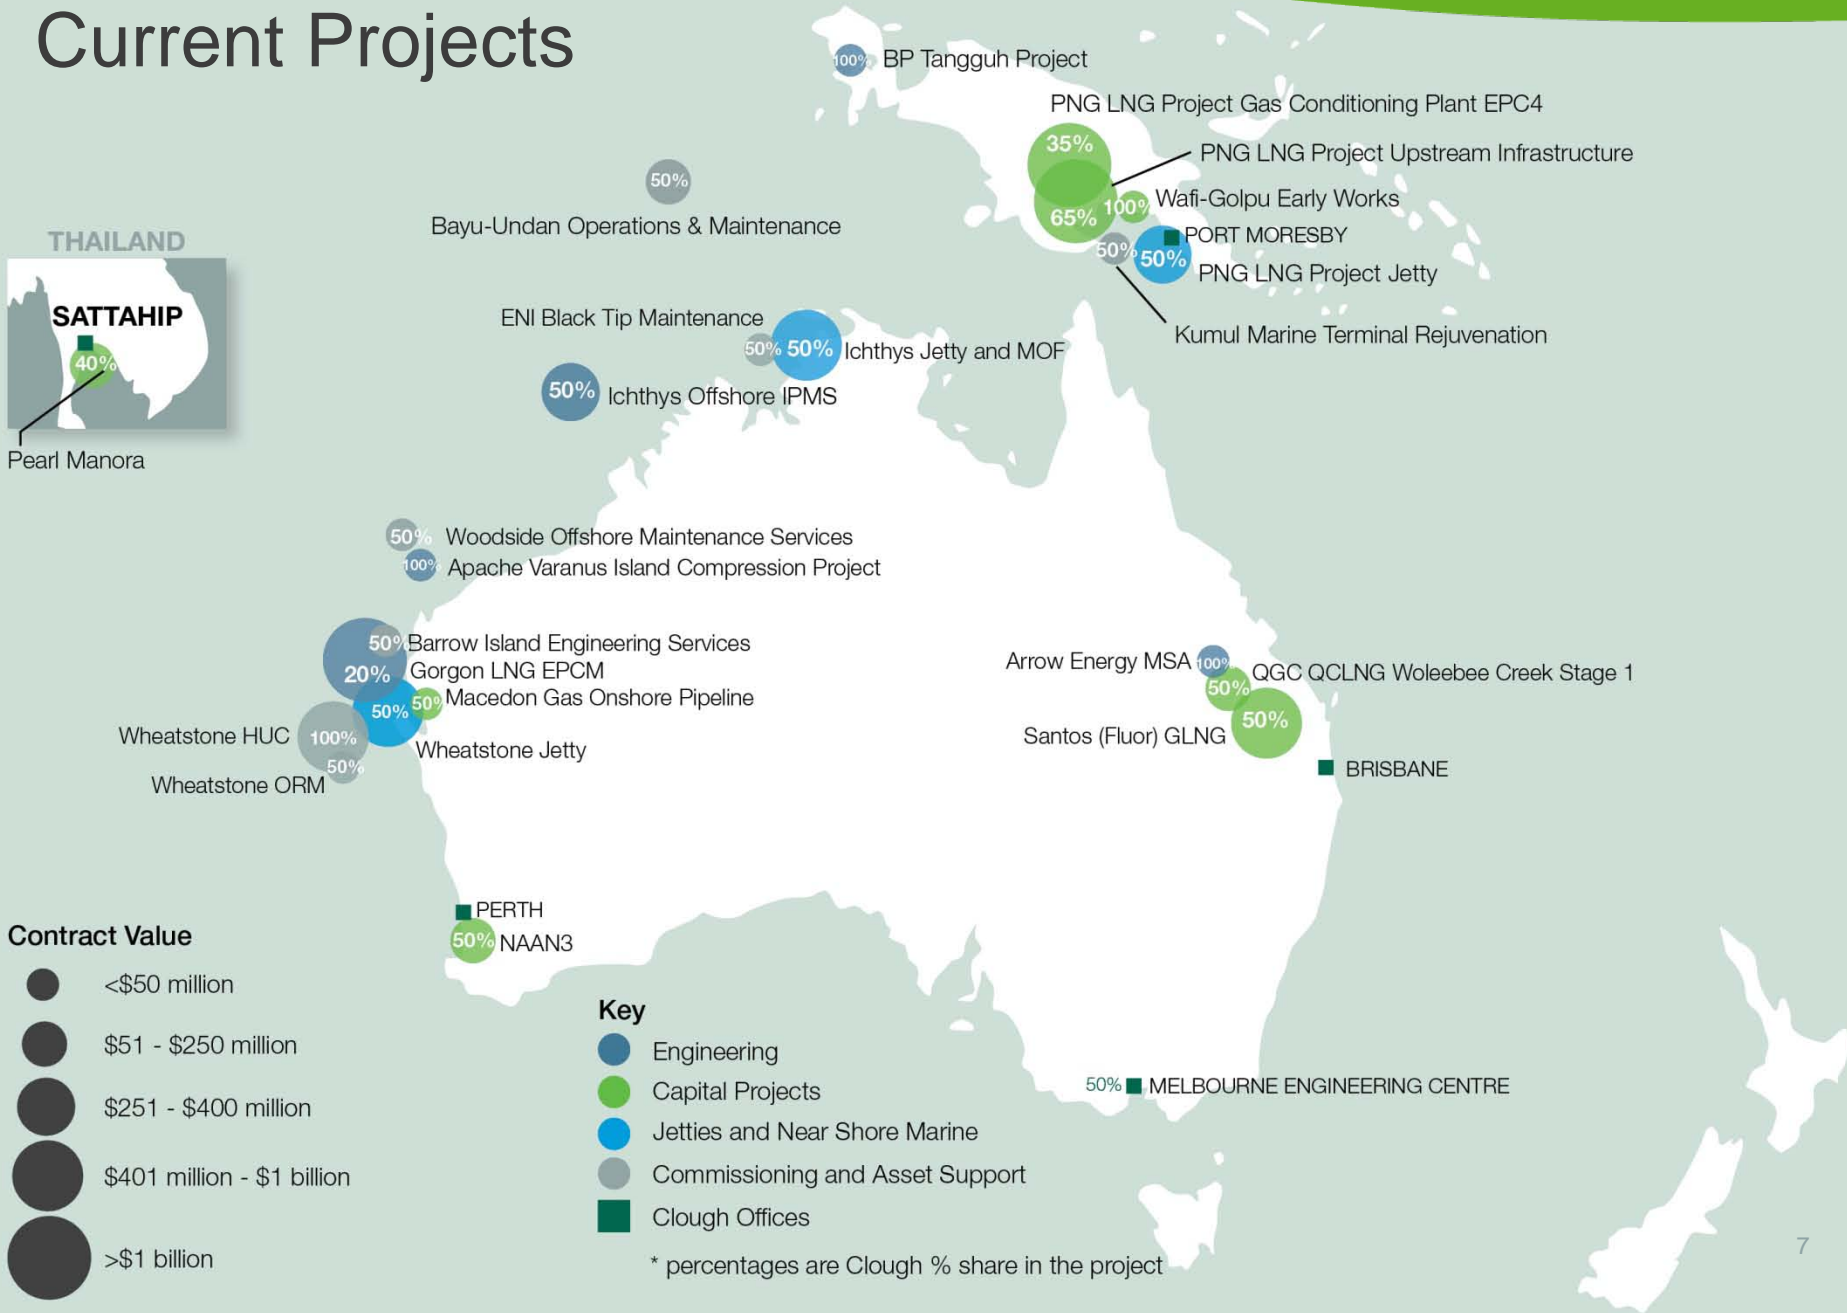 Current Projects
100% BP Tangguh Project
PNG LNG Project Gas Conditioning Plant EPC4
35%
PNG LNG Project Upstream Infrastructure
50%
100% Wafi-Golpu Early Works
65%
Bayu-Undan Operations & Maintenance
PORT MORESBY
50% 50%
PNG LNG Project Jetty
THAILAND
SATTAHIP
40%
Pearl Manora
ENI Black Tip Maintenance
Kumul Marine Terminal Rejuvenation
50% 50% Ichthys Jetty and MOF
50% Ichthys Offshore IPMS
50% Woodside Offshore Maintenance Services
100% Apache Varanus Island Compression Project
50% Barrow Island Engineering Services
20% Gorgon LNG EPCM
50% Macedon Gas Onshore Pipeline
50%
Wheatstone HUC 100%
Wheatstone Jetty
50%
Wheatstone ORM
Arrow Energy MSA 100%
QGC QCLNG Woleebee Creek Stage 1
50%
50%
Santos (Fluor) GLNG
BRISBANE
PERTH
50% NAAN3
50% MELBOURNE ENGINEERING CENTRE
Contract Value
<$50 million
$51 - $250 million
$251 - $400 million
$401 million - $1 billion
>$1 billion
Key
Engineering
Capital Projects
Jetties and Near Shore Marine
Commissioning and Asset Support
Clough Offices
* percentages are Clough % share in the project
7